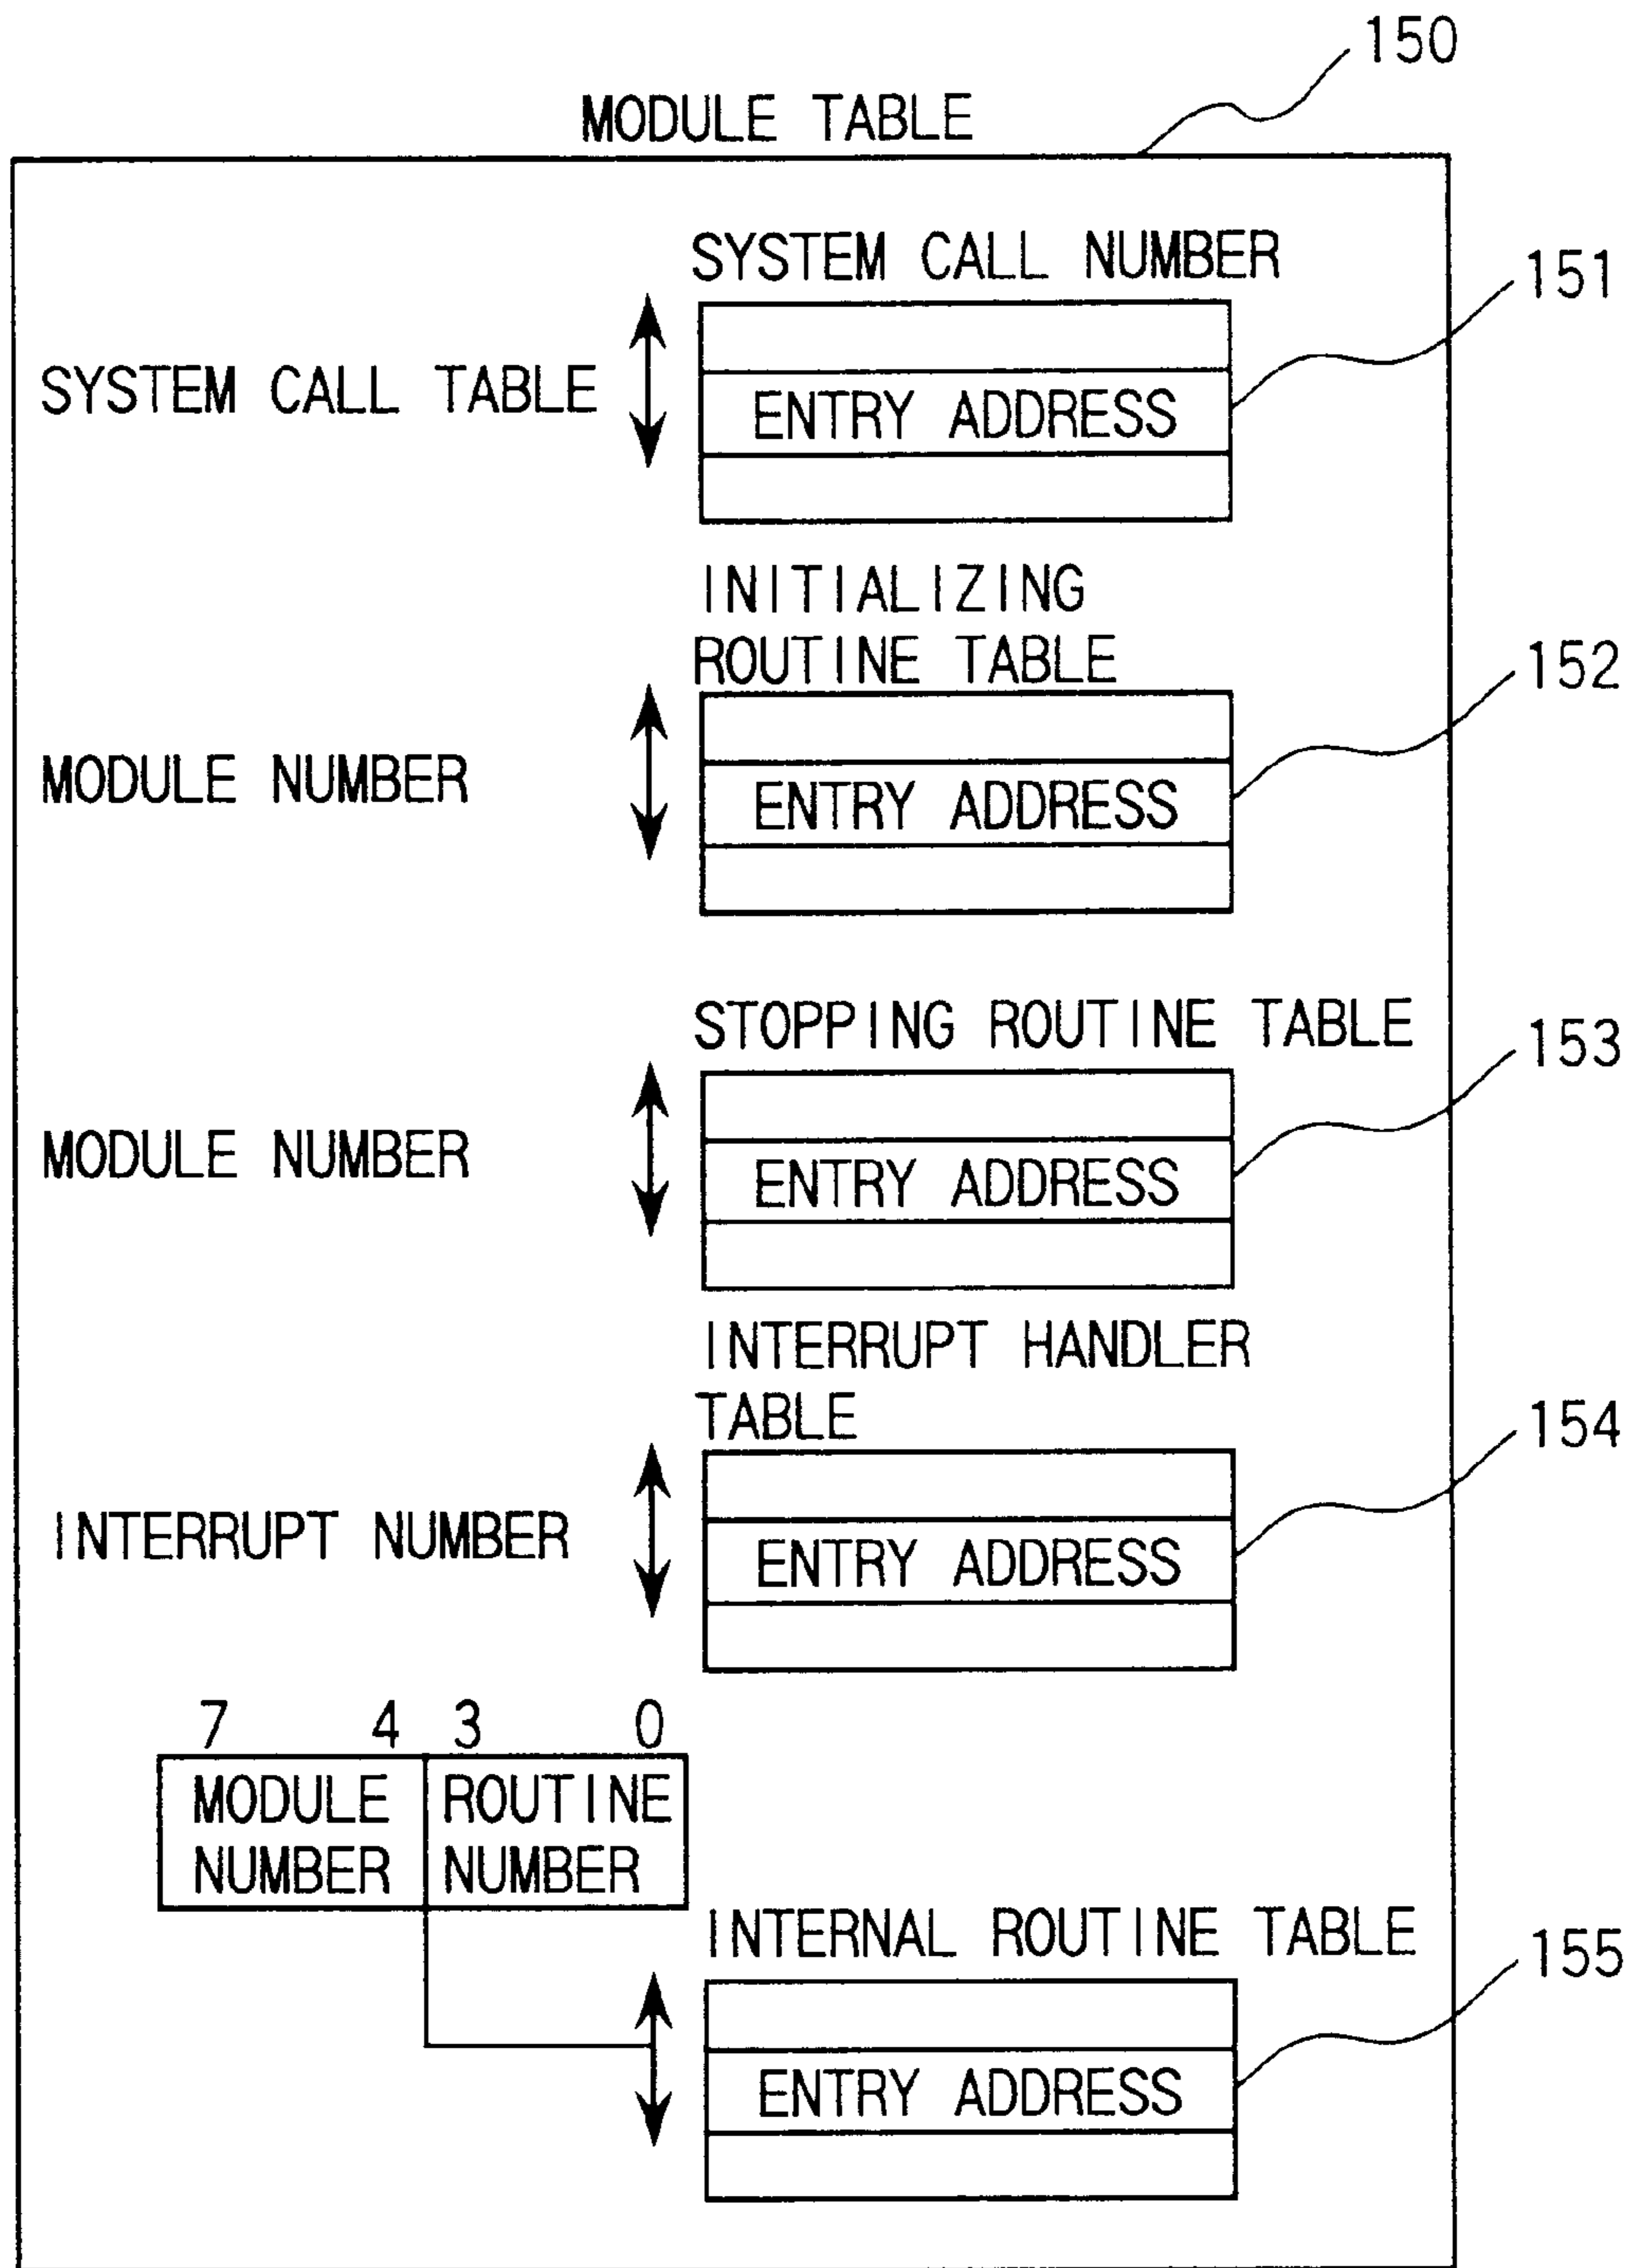 150
MODULE TABLE
SYSTEM CALL NUMBER
151
SYSTEM CALL TABLE
ENTRY ADDRESS
INITIALIZING
ROUTINE TABLE
152
MODULE NUMBER
ENTRY ADDRESS
STOPPING ROUTINE TABLE
153
MODULE NUMBER
ENTRY ADDRESS
INTERRUPT HANDLER
TABLE
154
INTERRUPT NUMBER
ENTRY ADDRESS
7 4 3 0
MODULE ROUTINE
NUMBER NUMBER
INTERNAL ROUTINE TABLE
155
ENTRY ADDRESS